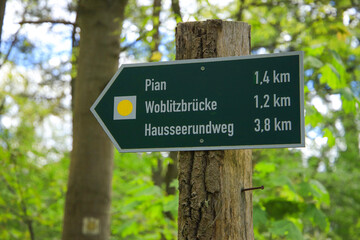 Pian 1,4 km
Woblitzbrücke 1,2 km
Hausseerundweg 3,8 km